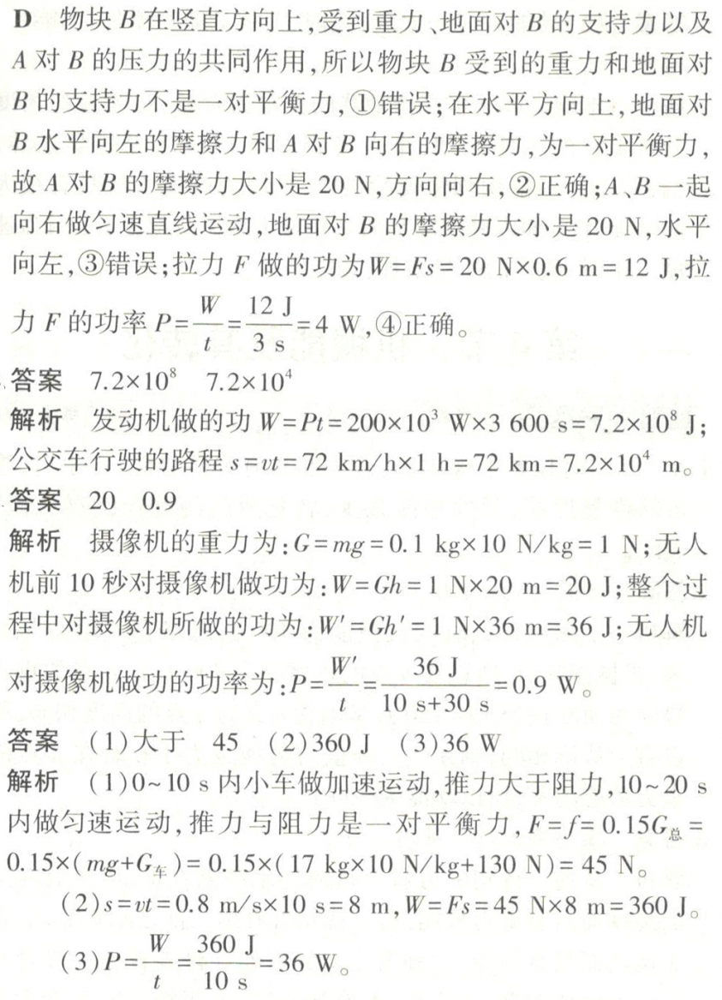 D 物块 B 在竖直方向上,受到重力、地面对 B 的支持力以及
A 对 B 的压力的共同作用,所以物块 B 受到的重力和地面对
B 的支持力不是一对平衡力,①错误;在水平方向上,地面对
B 水平向左的摩擦力和 A 对 B 向右的摩擦力,为一对平衡力,
故 A 对 B 的摩擦力大小是 20 N,方向向右,②正确;A、B 一起
向右做匀速直线运动,地面对 B 的摩擦力大小是 20 N,水平
向左,③错误;拉力 F 做的功为W=Fs=20 N×0.6 m=12 J,拉
力 F 的功率 P=W/t=12 J/3 s=4 W,④正确。
答案 7.2×10⁸ 7.2×10⁴
解析 发动机做的功 W=Pt=200×10³ W×3 600 s=7.2×10⁸ J;
公交车行驶的路程 s=vt=72 km/h×1 h=72 km=7.2×10⁴ m。
答案 20 0.9
解析 摄像机的重力为:G=mg=0.1 kg×10 N/kg=1 N;无人
机前 10 秒对摄像机做功为:W=Gh=1 N×20 m=20 J;整个过
程中对摄像机所做的功为:W′=Gh′=1 N×36 m=36 J;无人机
对摄像机做功的功率为:P=W′/t=36 J/(10 s+30 s)=0.9 W。
答案 (1)大于 45 (2)360 J (3)36 W
解析 (1)0~10 s 内小车做加速运动,推力大于阻力,10~20 s
内做匀速运动,推力与阻力是一对平衡力,F=f=0.15G总=
0.15×(mg+G车)=0.15×(17 kg×10 N/kg+130 N)=45 N。
(2)s=vt=0.8 m/s×10 s=8 m,W=Fs=45 N×8 m=360 J。
(3)P=W/t=360 J/10 s=36 W。